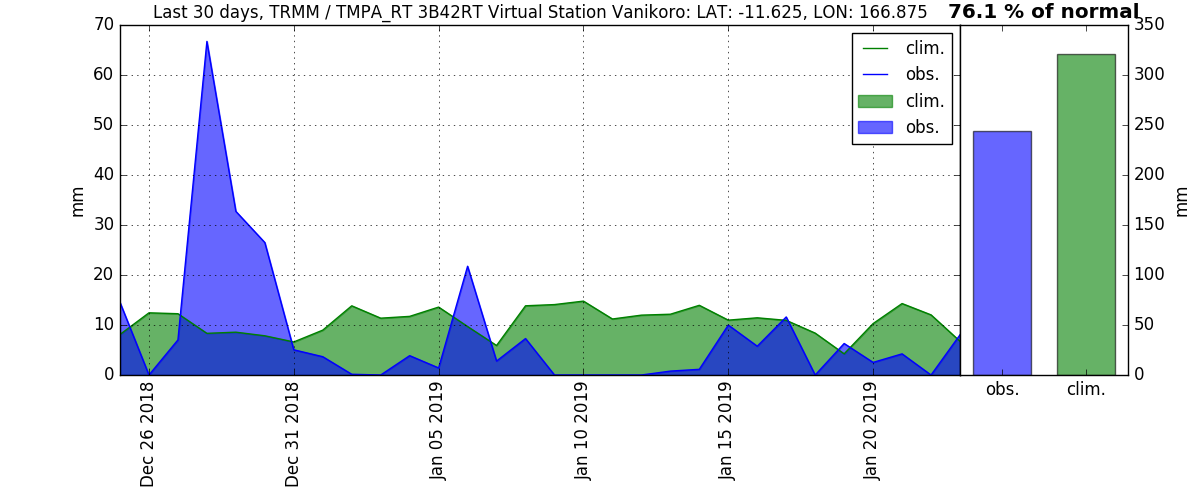 Last 30 days, TRMM / TMPA_RT 3B42RT Virtual Station Vanikoro: LAT: -11.625, LON: 166.875
76.1 % of normal
70
60
50
40
30
20
10
0
mm
clim.
obs.
clim.
obs.
Dec 26 2018
Dec 31 2018
Jan 05 2019
Jan 10 2019
Jan 15 2019
Jan 20 2019
350
300
250
200
150
100
50
0
mm
obs.
clim.